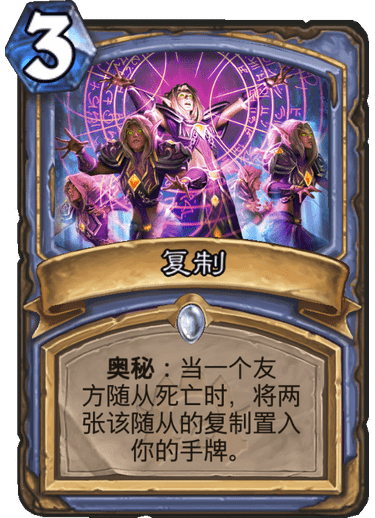 3
复制
奥秘：当一个友
方随从死亡时，将两
张该随从的复制置入
你的手牌。